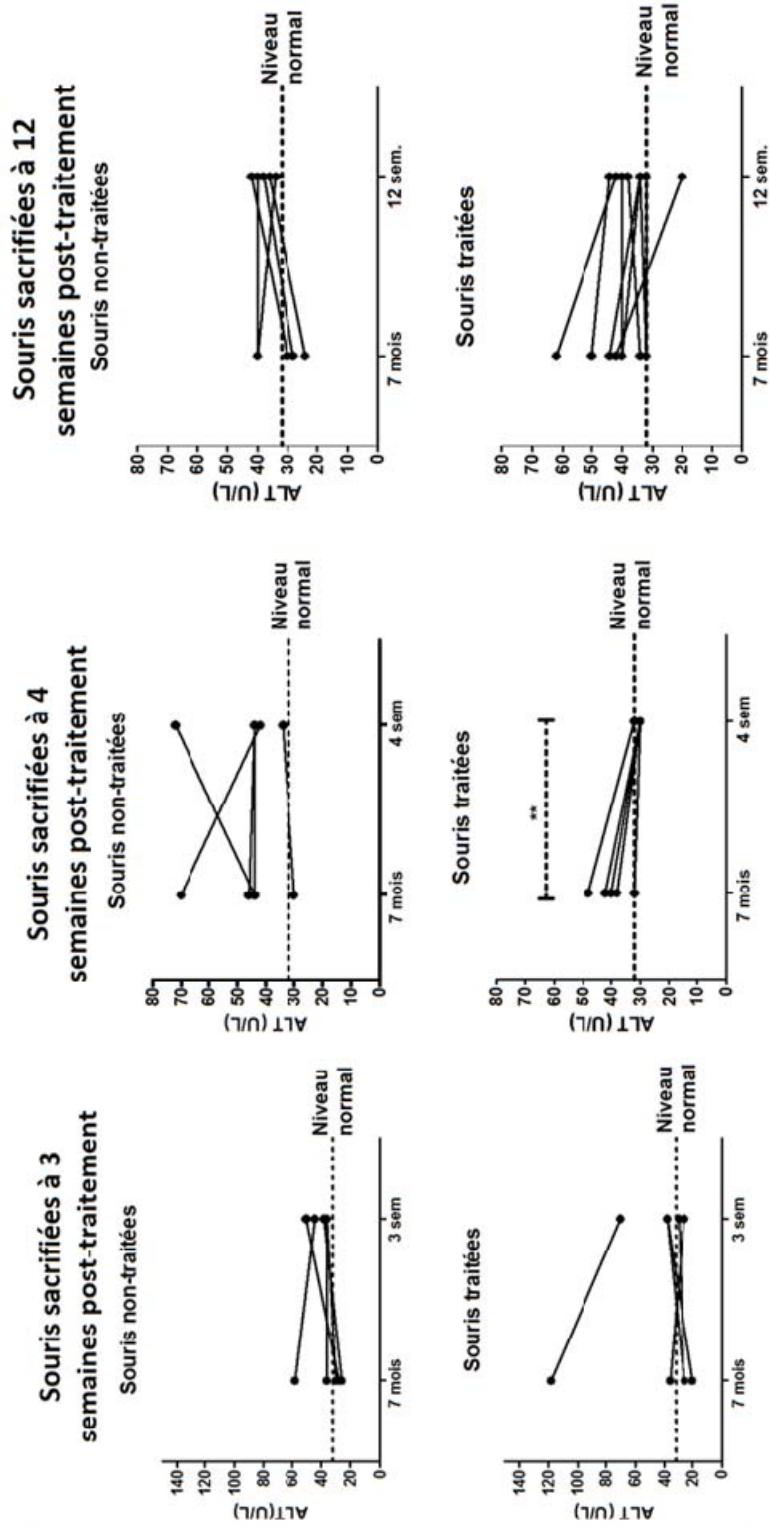 Souris sacrifiées à 3
semaines post-traitement
Souris non-traitées
ALT(U/L)
140
120
100
80
60
40
20
0
7 mois
3 sem
Niveau
normal
Souris traitées
ALT (U/L)
140
120
100
80
60
40
20
0
7 mois
3 sem
Niveau
normal
Souris sacrifiées à 4
semaines post-traitement
Souris non-traitées
ALT (U/L)
80
70
60
50
40
30
20
10
0
7 mois
4 sem
Niveau
normal
Souris traitées
**
ALT (U/L)
80
70
60
50
40
30
20
10
0
7 mois
4 sem
Niveau
normal
Souris sacrifiées à 12
semaines post-traitement
Souris non-traitées
ALT (U/L)
80
70
60
50
40
30
20
10
0
7 mois
12 sem.
Niveau
normal
Souris traitées
ALT (U/L)
80
70
60
50
40
30
20
10
0
7 mois
12 sem.
Niveau
normal